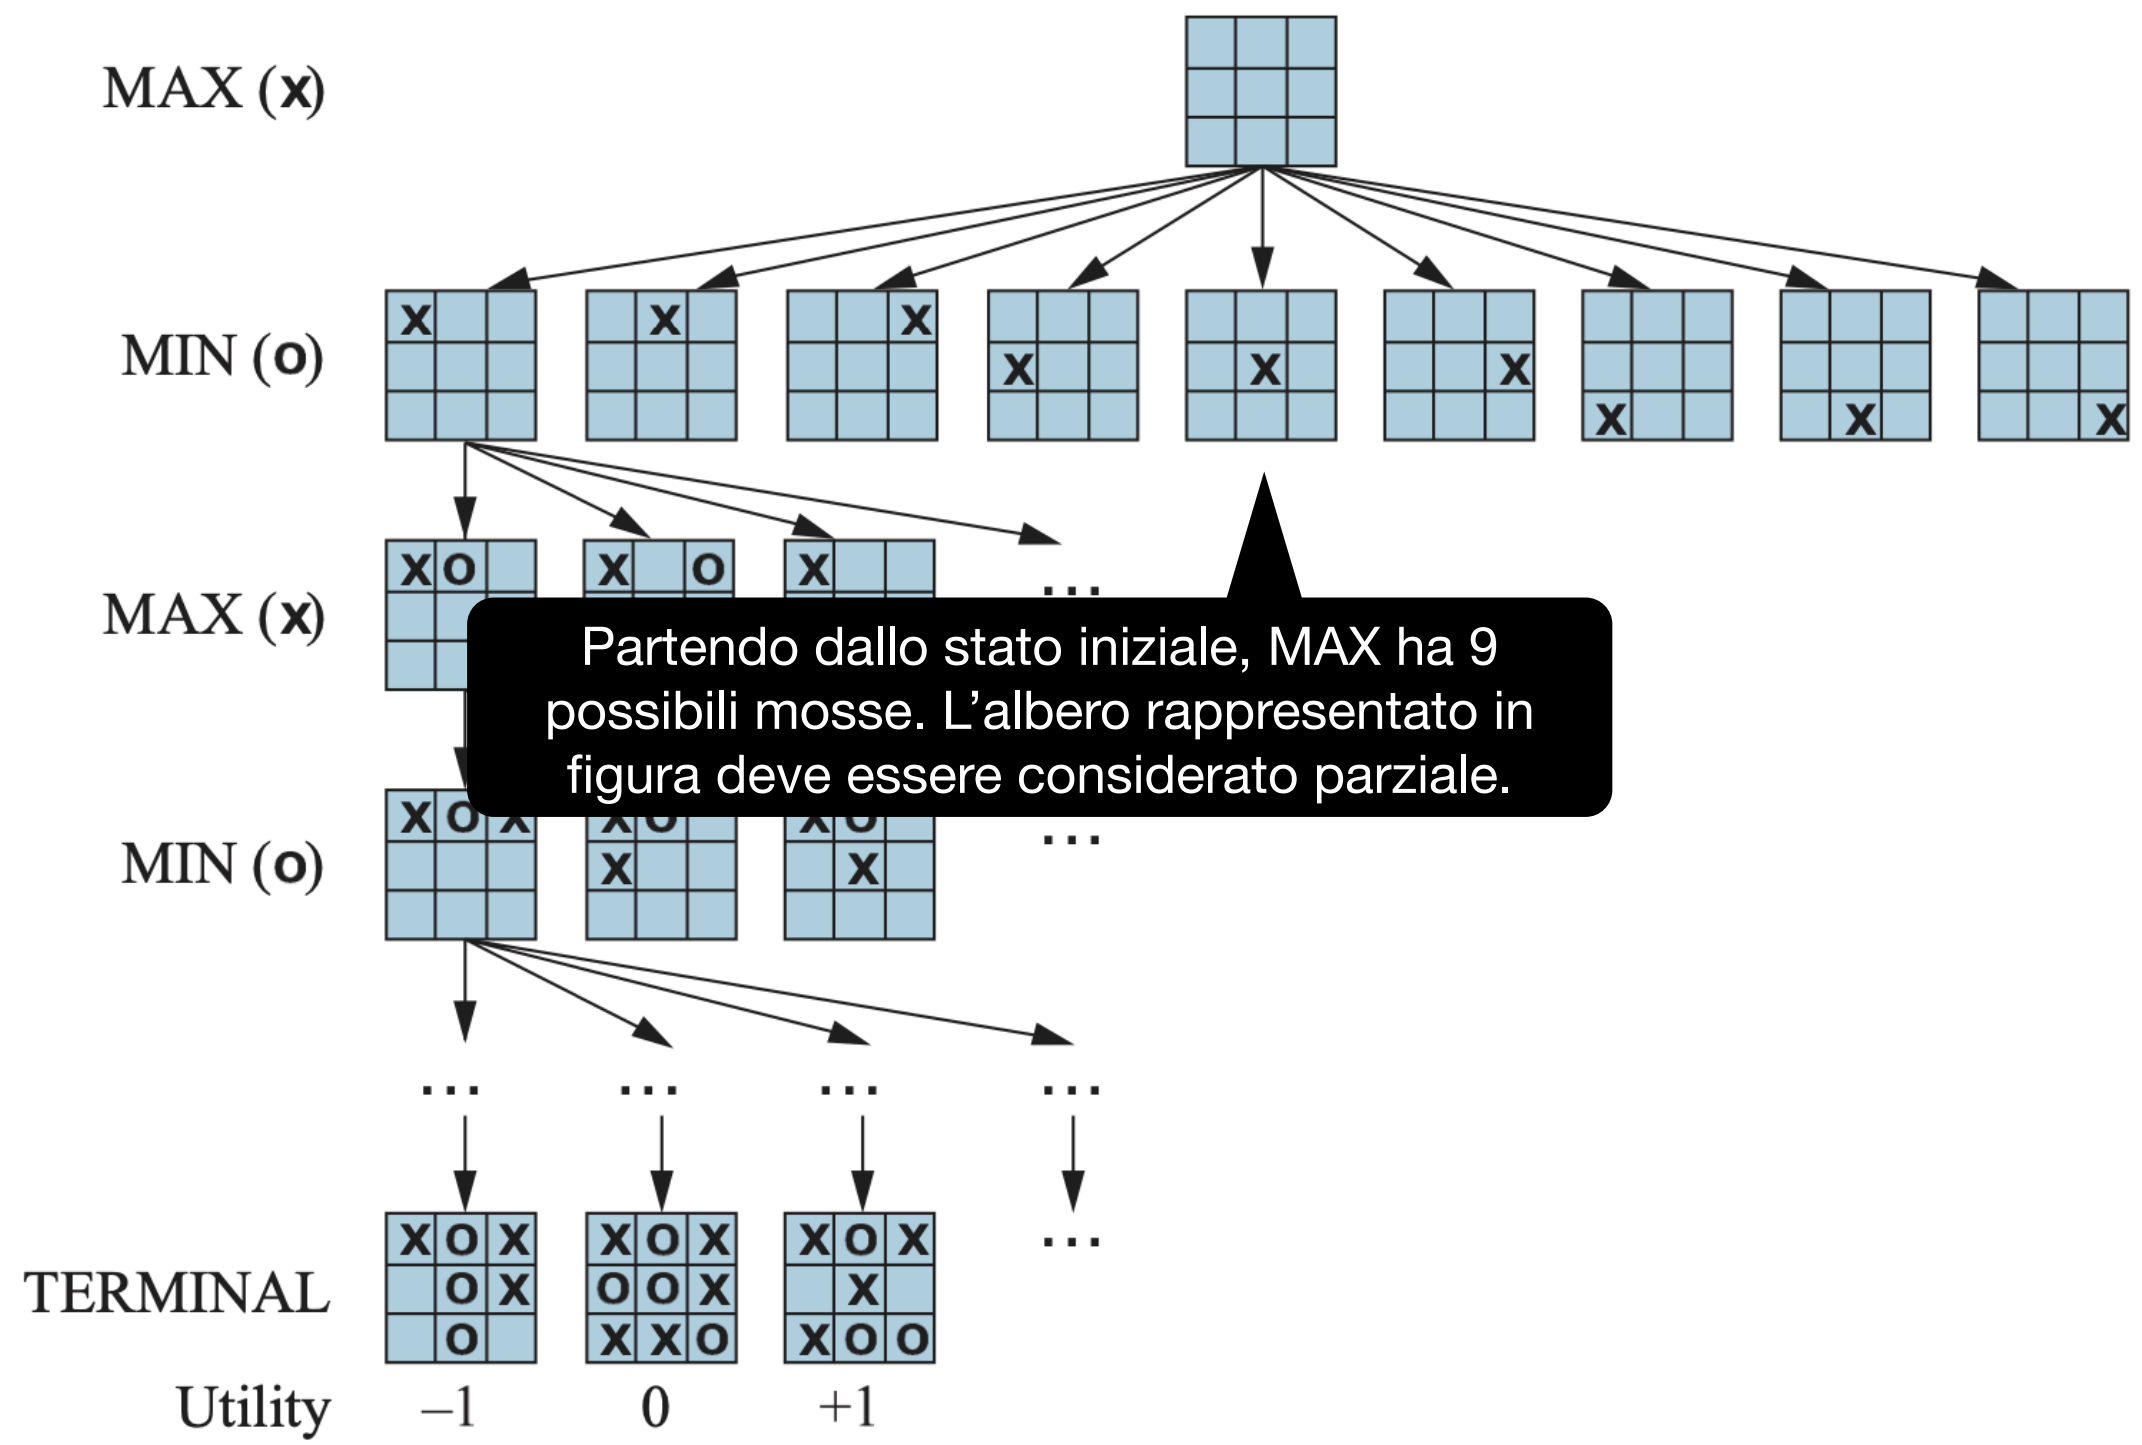 MAX (x)
MIN (o)
x x x x x x x x x
MAX (x)
x o x o x ...
Partendo dallo stato iniziale, MAX ha 9
possibili mosse. L’albero rappresentato in
figura deve essere considerato parziale.
MIN (o)
x o x x o x o ...
x x
... ... ... ...
TERMINAL
x o x x o x x o x ...
o x o o x x
o x x o x o o
Utility –1 0 +1